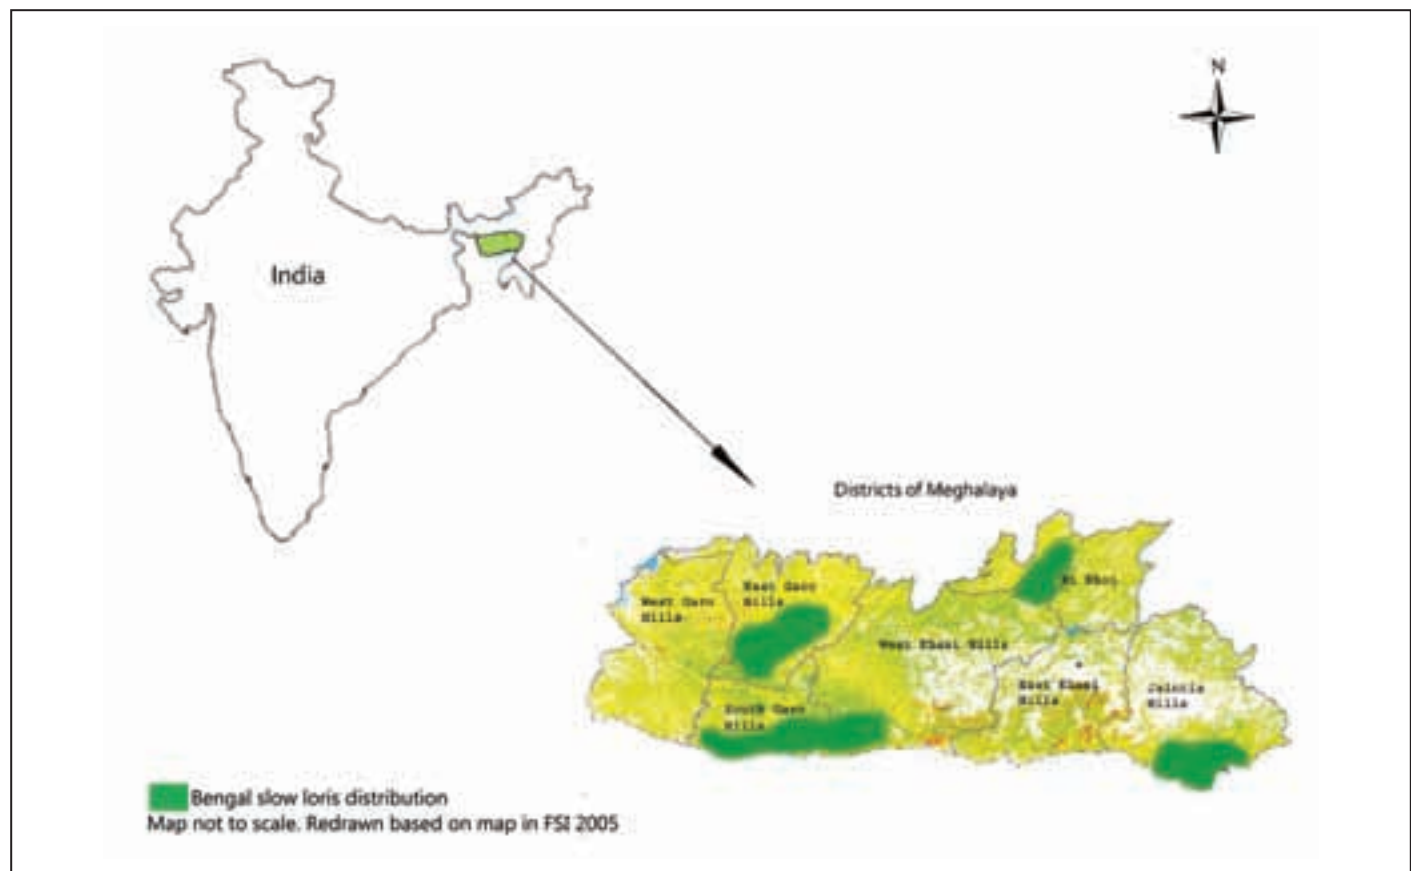 N
India
Districts of Meghalaya
East Garo
Hills
West Garo
Hills
Ri Bhoi
West Khasi Hills
East Khasi
Hills
Jaintia
Hills
South Garo
Hills
Bengal slow loris distribution
Map not to scale. Redrawn based on map in FSI 2005